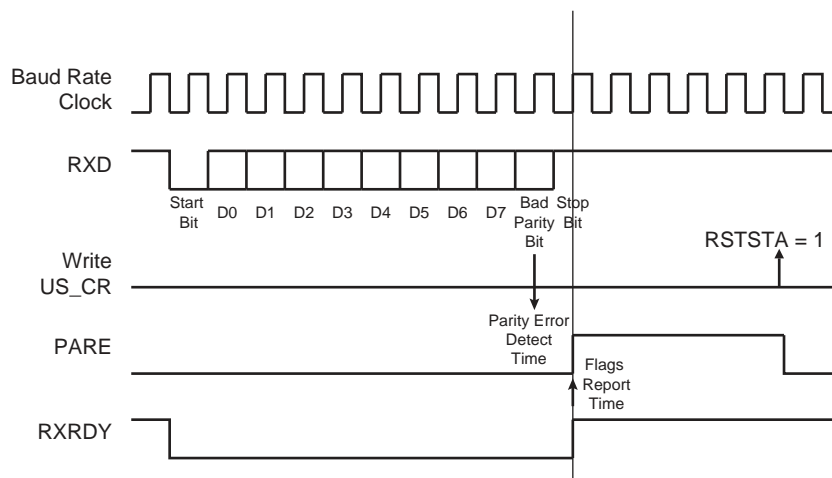 Baud Rate
Clock
RXD
Start
Bit
D0 D1 D2 D3 D4 D5 D6 D7
Bad
Parity
Bit
Stop
Bit
RSTSTA = 1
Write
US_CR
Parity Error
Detect
Time
PARE
Flags
Report
Time
RXRDY